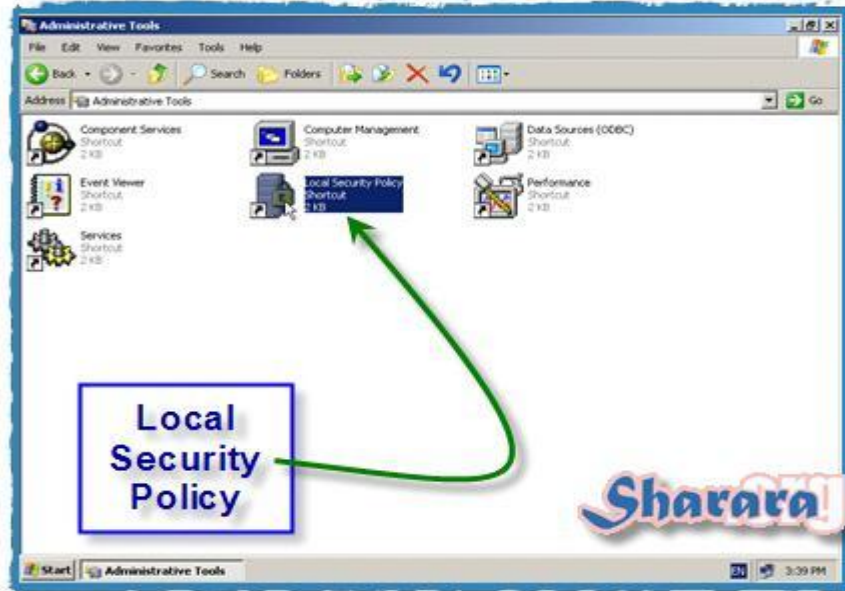 Administrative Tools
File Edit View Favorites Tools Help
Back Search Folders
Address Administrative Tools Go
Component Services
Shortcut
2 KB
Computer Management
Shortcut
2 KB
Data Sources (ODBC)
Shortcut
2 KB
Event Viewer
Shortcut
2 KB
Local Security Policy
Shortcut
2 KB
Performance
Shortcut
2 KB
Services
Shortcut
2 KB
Local
Security
Policy
Sharara
org
Start Administrative Tools EN 3:39 PM